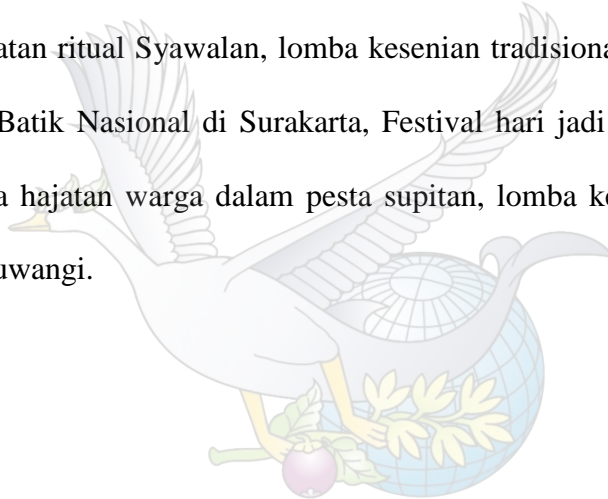 atan ritual Syawalan, lomba kesenian tradisiona
Batik Nasional di Surakarta, Festival hari jadi
a hajatan warga dalam pesta supitan, lomba ke
uwangi.